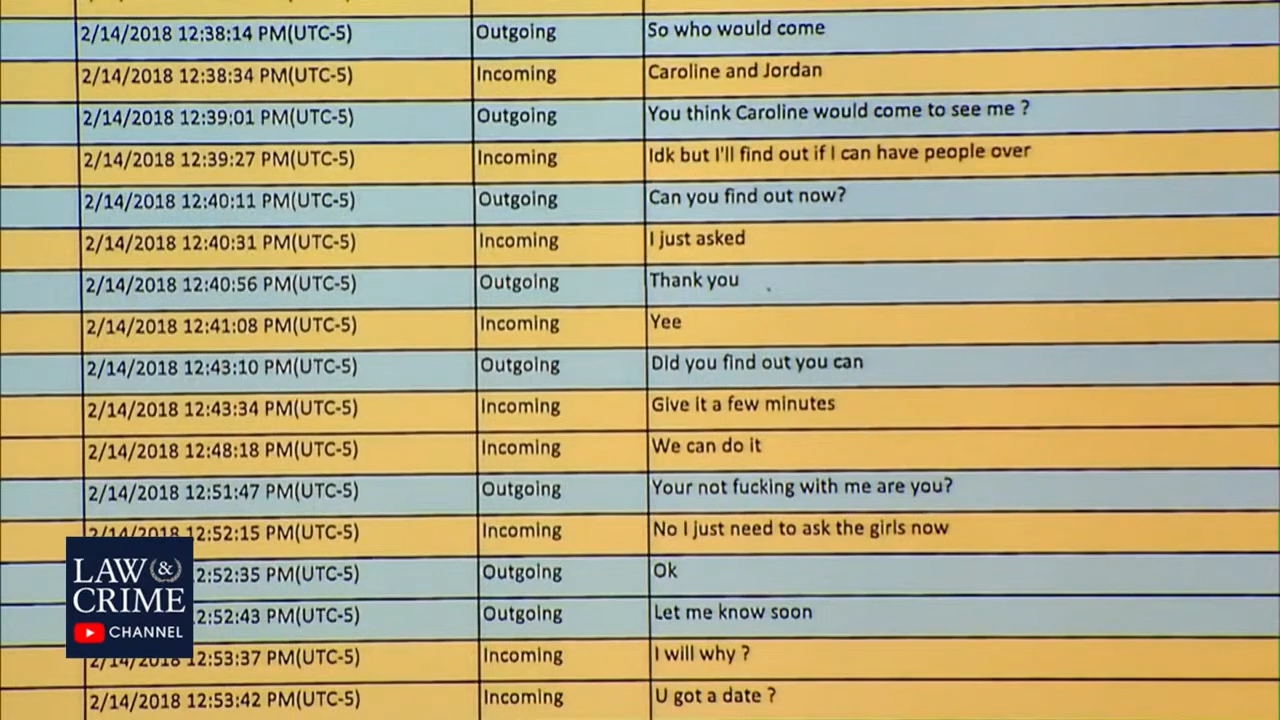 2/14/2018 12:38:14 PM(UTC-5) Outgoing So who would come
2/14/2018 12:38:34 PM(UTC-5) Incoming Caroline and Jordan
2/14/2018 12:39:01 PM(UTC-5) Outgoing You think Caroline would come to see me ?
2/14/2018 12:39:27 PM(UTC-5) Incoming Idk but I'll find out if I can have people over
2/14/2018 12:40:11 PM(UTC-5) Outgoing Can you find out now?
2/14/2018 12:40:31 PM(UTC-5) Incoming I just asked
2/14/2018 12:40:56 PM(UTC-5) Outgoing Thank you
2/14/2018 12:41:08 PM(UTC-5) Incoming Yee
2/14/2018 12:43:10 PM(UTC-5) Outgoing Did you find out you can
2/14/2018 12:43:34 PM(UTC-5) Incoming Give it a few minutes
2/14/2018 12:48:18 PM(UTC-5) Incoming We can do it
2/14/2018 12:51:47 PM(UTC-5) Outgoing Your not fucking with me are you?
2/14/2018 12:52:15 PM(UTC-5) Incoming No I just need to ask the girls now
2:52:35 PM(UTC-5) Outgoing Ok
2:52:43 PM(UTC-5) Outgoing Let me know soon
2/14/2018 12:53:37 PM(UTC-5) Incoming I will why ?
2/14/2018 12:53:42 PM(UTC-5) Incoming U got a date ?
LAW &
CRIME
CHANNEL